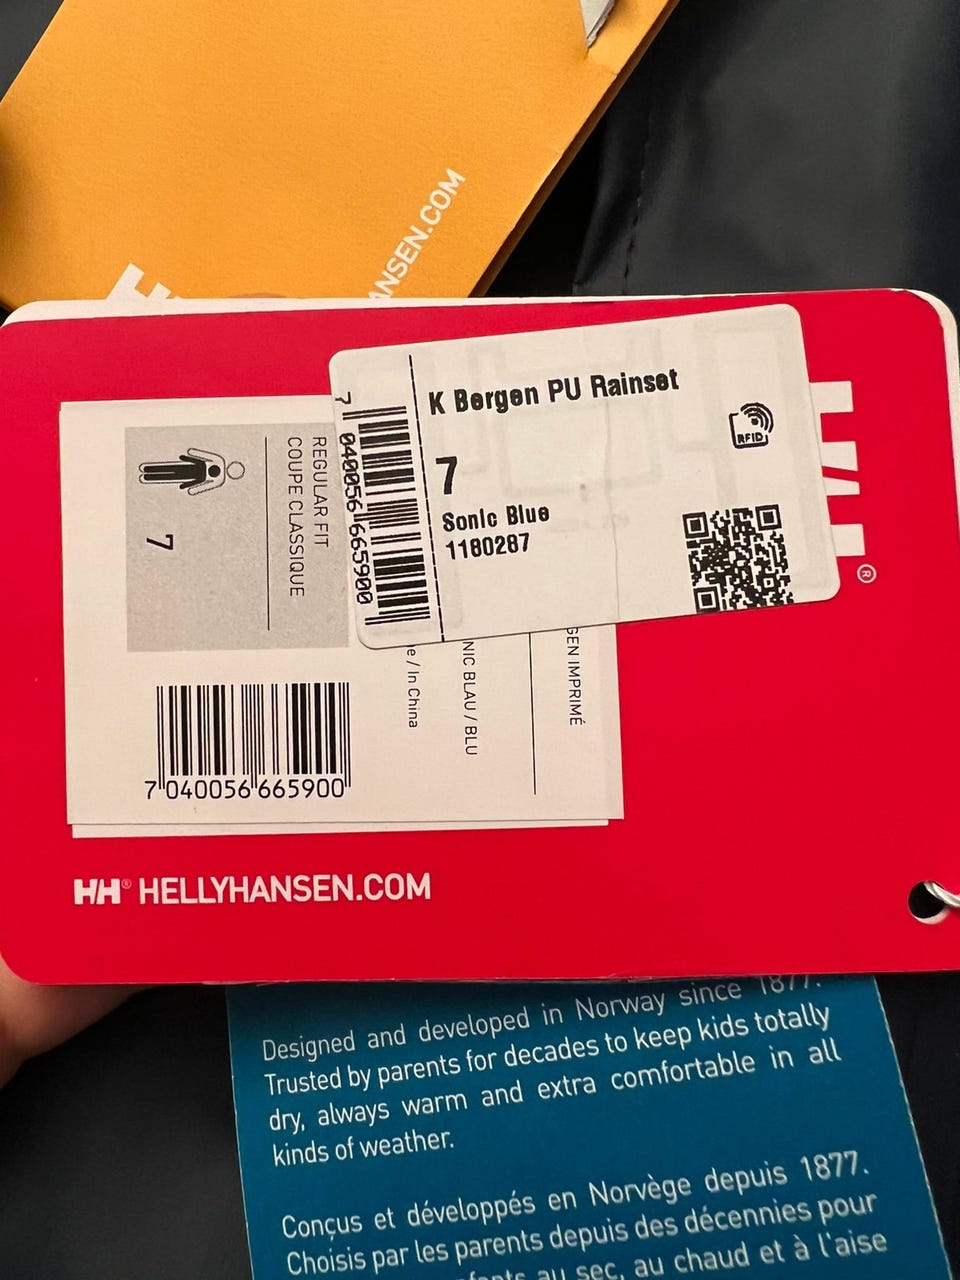 ANSEN.COM
K Bergen PU Rainset
RFID
7
Sonic Blue
1180287
7 040056 665900
REGULAR FIT
COUPE CLASSIQUE
7
GEN IMPRIMÉ
NIC BLAU / BLU
e / In China
7 040056 665900
®
HH® HELLYHANSEN.COM
Designed and developed in Norway since 1877.
Trusted by parents for decades to keep kids totally
dry, always warm and extra comfortable in all
kinds of weather.
Conçus et développés en Norvège depuis 1877.
Choisis par les parents depuis des décennies pour
au sec, au chaud et à l'aise